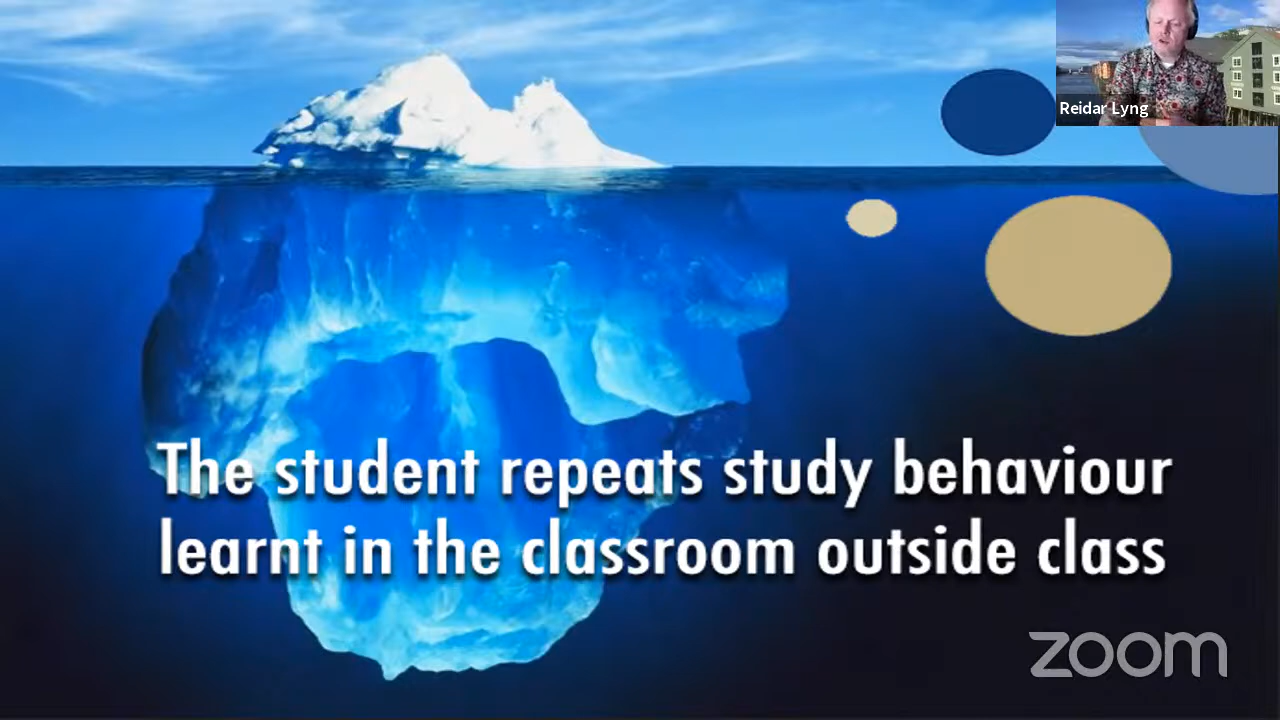 Reidar Lyng
The student repeats study behaviour
learnt in the classroom outside class
zoom